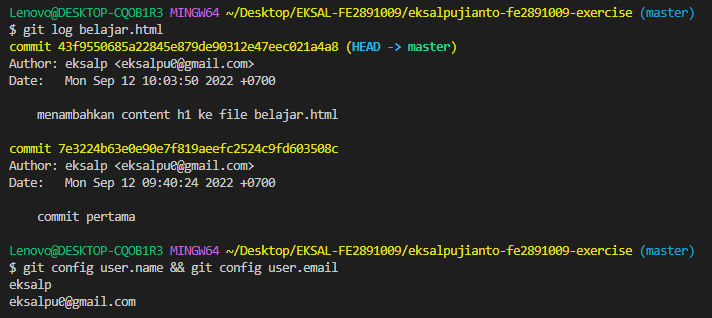 Lenovo@DESKTOP-CQOB1R3 MINGW64 ~/Desktop/EKSAL-FE2891009/eksalpujianto-fe2891009-exercise (master)
$ git log belajar.html
commit 43f9550685a22845e879de90312e47eec021a4a8 (HEAD -> master)
Author: eksalp <eksalpu0@gmail.com>
Date:   Mon Sep 12 10:03:50 2022 +0700
    menambahkan content h1 ke file belajar.html
commit 7e3224b63e0e90e7f819aeefc2524c9fd603508c
Author: eksalp <eksalpu0@gmail.com>
Date:   Mon Sep 12 09:40:24 2022 +0700
    commit pertama
Lenovo@DESKTOP-CQOB1R3 MINGW64 ~/Desktop/EKSAL-FE2891009/eksalpujianto-fe2891009-exercise (master)
$ git config user.name && git config user.email
eksalp
eksalpu0@gmail.com